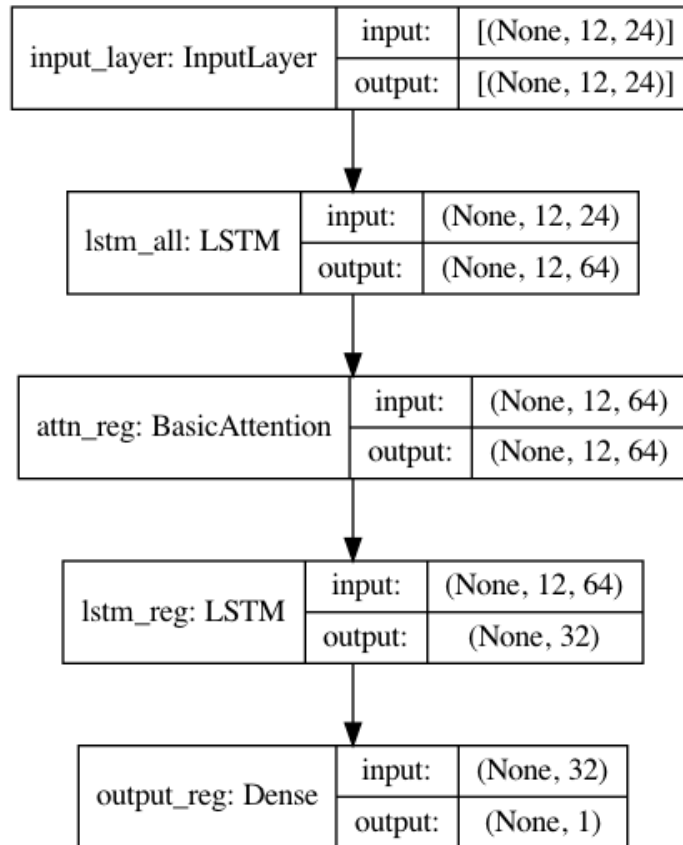 input_layer: InputLayer
input: [(None, 12, 24)]
output: [(None, 12, 24)]
lstm_all: LSTM
input: (None, 12, 24)
output: (None, 12, 64)
attn_reg: BasicAttention
input: (None, 12, 64)
output: (None, 12, 64)
lstm_reg: LSTM
input: (None, 12, 64)
output: (None, 32)
output_reg: Dense
input: (None, 32)
output: (None, 1)